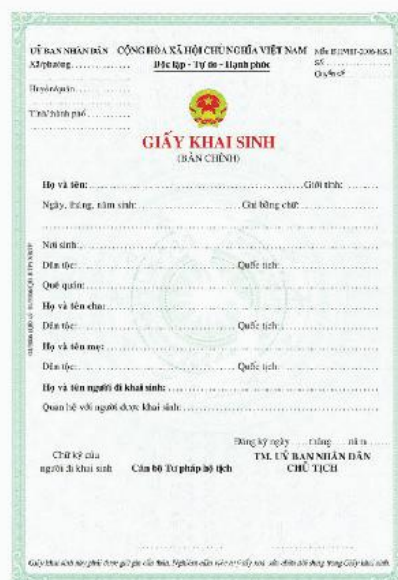 UỶ BAN NHÂN DÂN CỘNG HÒA XÃ HỘI CHỦ NGHĨA VIỆT NAM
Xã/phường.................. Độc lập - Tự do - Hạnh phúc Số..................
Huyện/quận.................. Quyển số
Tỉnh/thành phố..................
GIẤY KHAI SINH
(BẢN CHÍNH)
Họ và tên:.................. Giới tính:..........
Ngày, tháng, năm sinh:.................. Ghi bằng chữ:..................
Nơi sinh:..................
Dân tộc:.................. Quốc tịch:..................
Quê quán:..................
Họ và tên cha:..................
Dân tộc:.................. Quốc tịch:..................
Họ và tên mẹ:..................
Dân tộc:.................. Quốc tịch:..................
Họ và tên người đi khai sinh:..................
Quan hệ với người được khai sinh:..................
Đăng ký ngày ...... tháng ...... năm ......
Chữ ký của TM. UỶ BAN NHÂN DÂN
người đi khai sinh Cán bộ Tư pháp hộ tịch CHỦ TỊCH